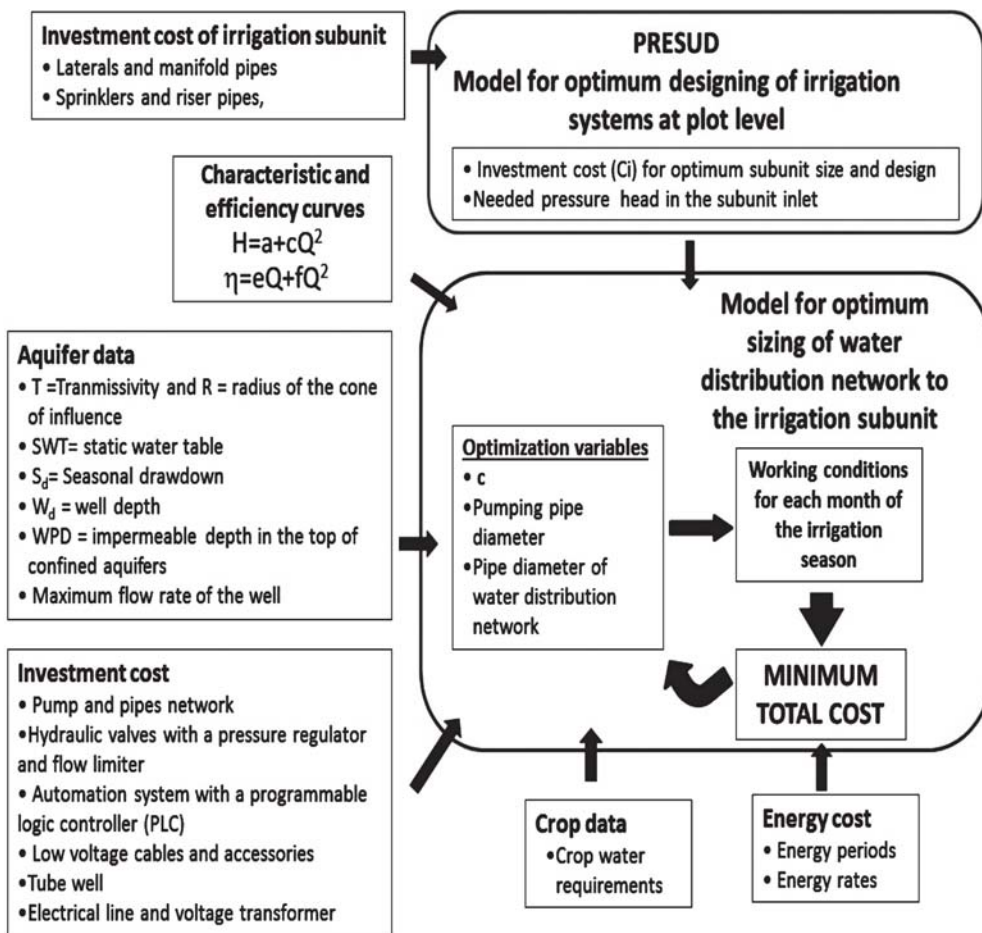 Investment cost of irrigation subunit
• Laterals and manifold pipes
• Sprinklers and riser pipes,
PRESUD
Model for optimum designing of irrigation
systems at plot level
• Investment cost (Ci) for optimum subunit size and design
•Needed pressure head in the subunit inlet
Characteristic and
efficiency curves
H=a+cQ²
η=eQ+fQ²
Aquifer data
• T =Tranmissivity and R = radius of the cone
of influence
• SWT= static water table
• Sd= Seasonal drawdown
• Wd = well depth
• WPD = impermeable depth in the top of
confined aquifers
• Maximum flow rate of the well
Model for optimum
sizing of water
distribution network to
the irrigation subunit
Optimization variables
• c
•Pumping pipe
diameter
•Pipe diameter of
water distribution
network
Working conditions
for each month of
the irrigation
season
MINIMUM
TOTAL COST
Investment cost
• Pump and pipes network
•Hydraulic valves with a pressure regulator
and flow limiter
• Automation system with a programmable
logic controller (PLC)
• Low voltage cables and accessories
•Tube well
•Electrical line and voltage transformer
Crop data
•Crop water
requirements
Energy cost
• Energy periods
• Energy rates